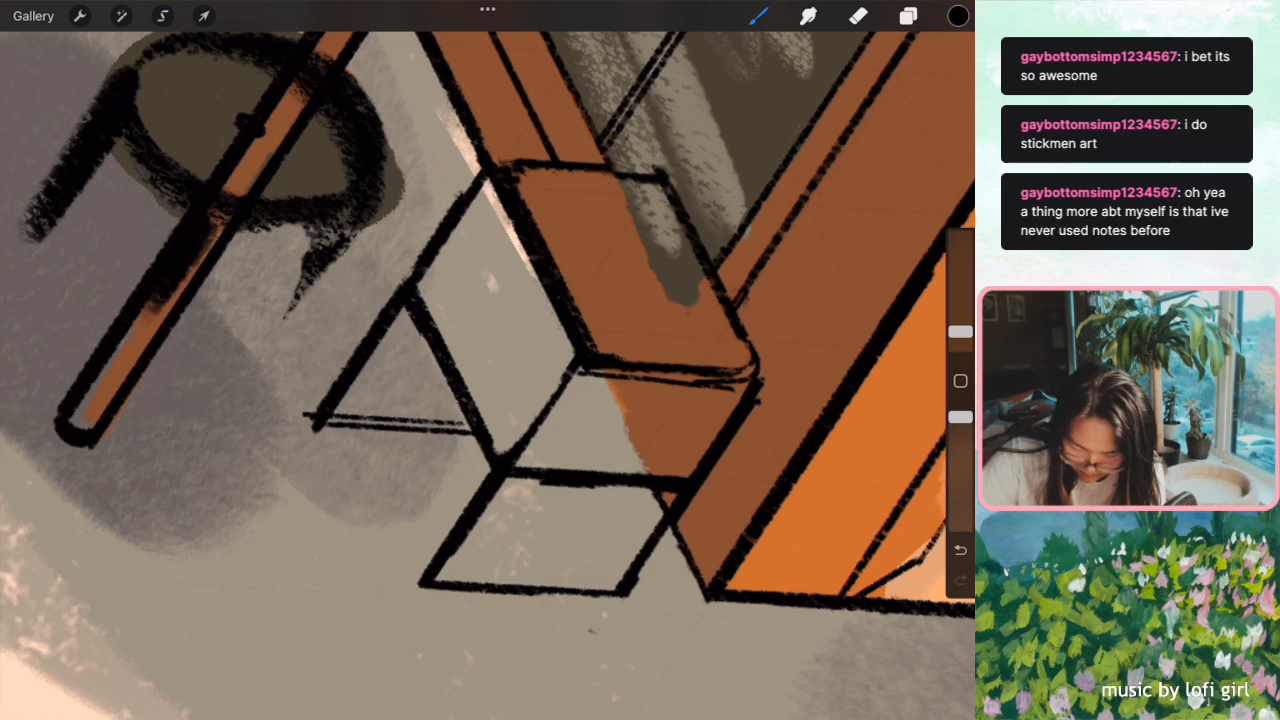 Gallery
gaybottomsimp1234567: i bet its
so awesome
gaybottomsimp1234567: i do
stickmen art
gaybottomsimp1234567: oh yea
a thing more abt myself is that ive
never used notes before
music by lofi girl